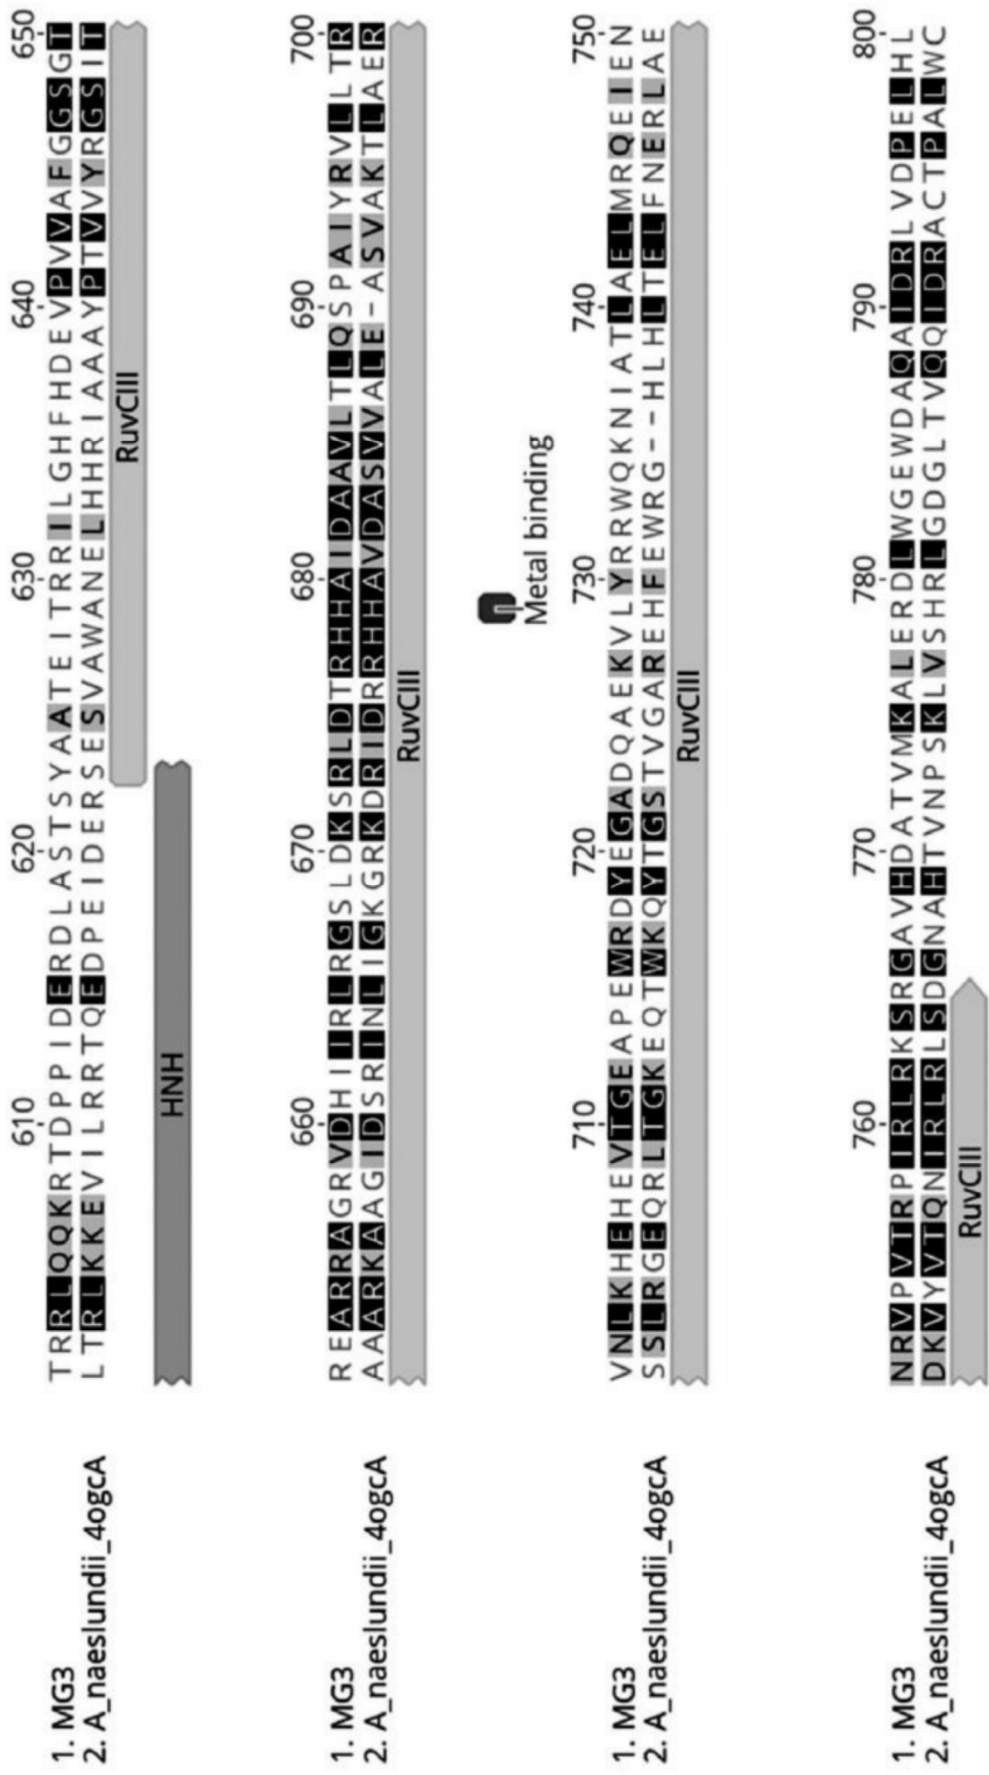 610 620 630 640 650
1. MG3 TRRLQQKRTDPPIDERDLASTSYAATEITRRILGHFHDEVPVVAFGGSGT
2. A_naeslundii_4ogcA LTRLKKEVILRRTQEDPEIDERSESVAWANELHHRIAAAYPTVVYRGSIT
RuvCIII
HNH
660 670 680 690 700
1. MG3 REARRAGRVDHIIRLRGSLDKSRLDTRHHAIDAAVLTLQSPAIYRVLLTR
2. A_naeslundii_4ogcA AAARKAAGIDSRINLIGKGRKDRIDRRHHAVDASVVALE-ASVAKTLAER
RuvCIII
Metal binding
710 720 730 740 750
1. MG3 VNLKHEHEVTGEAPEWRDYEGADQAEKVLYRRWQKNIATLAELMRQEIEN
2. A_naeslundii_4ogcA SSLRGEQRLTGKEQTWKQYTGSTVGAREHFEWRG--HLHLTELFNERLAE
RuvCIII
760 770 780 790 800
1. MG3 NRVPVTRPIRLRKSRGAVHDATVMKALERDLWGEWDAQAIDRLVDPELHL
2. A_naeslundii_4ogcA DKVYVTQNIRLRLSDGNAHTVNPSKLVSHRLGDGLTVQQIDRACTPALWC
RuvCIII